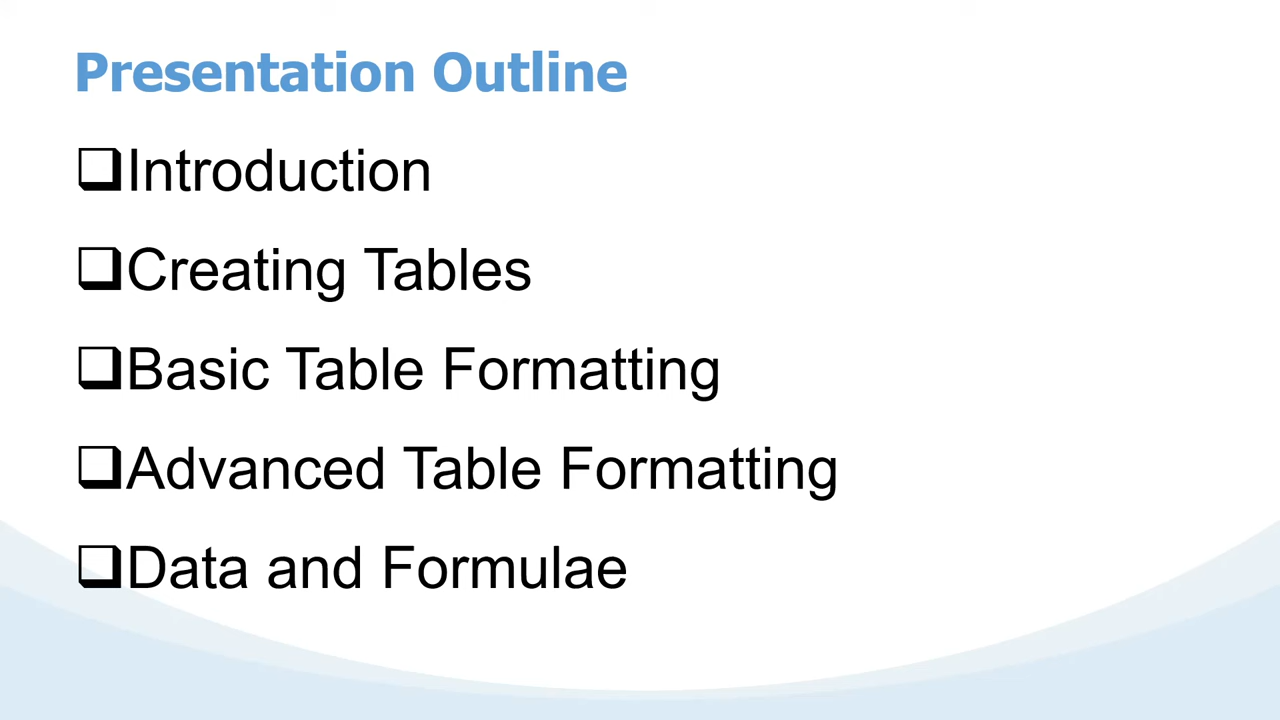 Presentation Outline
❑Introduction
❑Creating Tables
❑Basic Table Formatting
❑Advanced Table Formatting
❑Data and Formulae